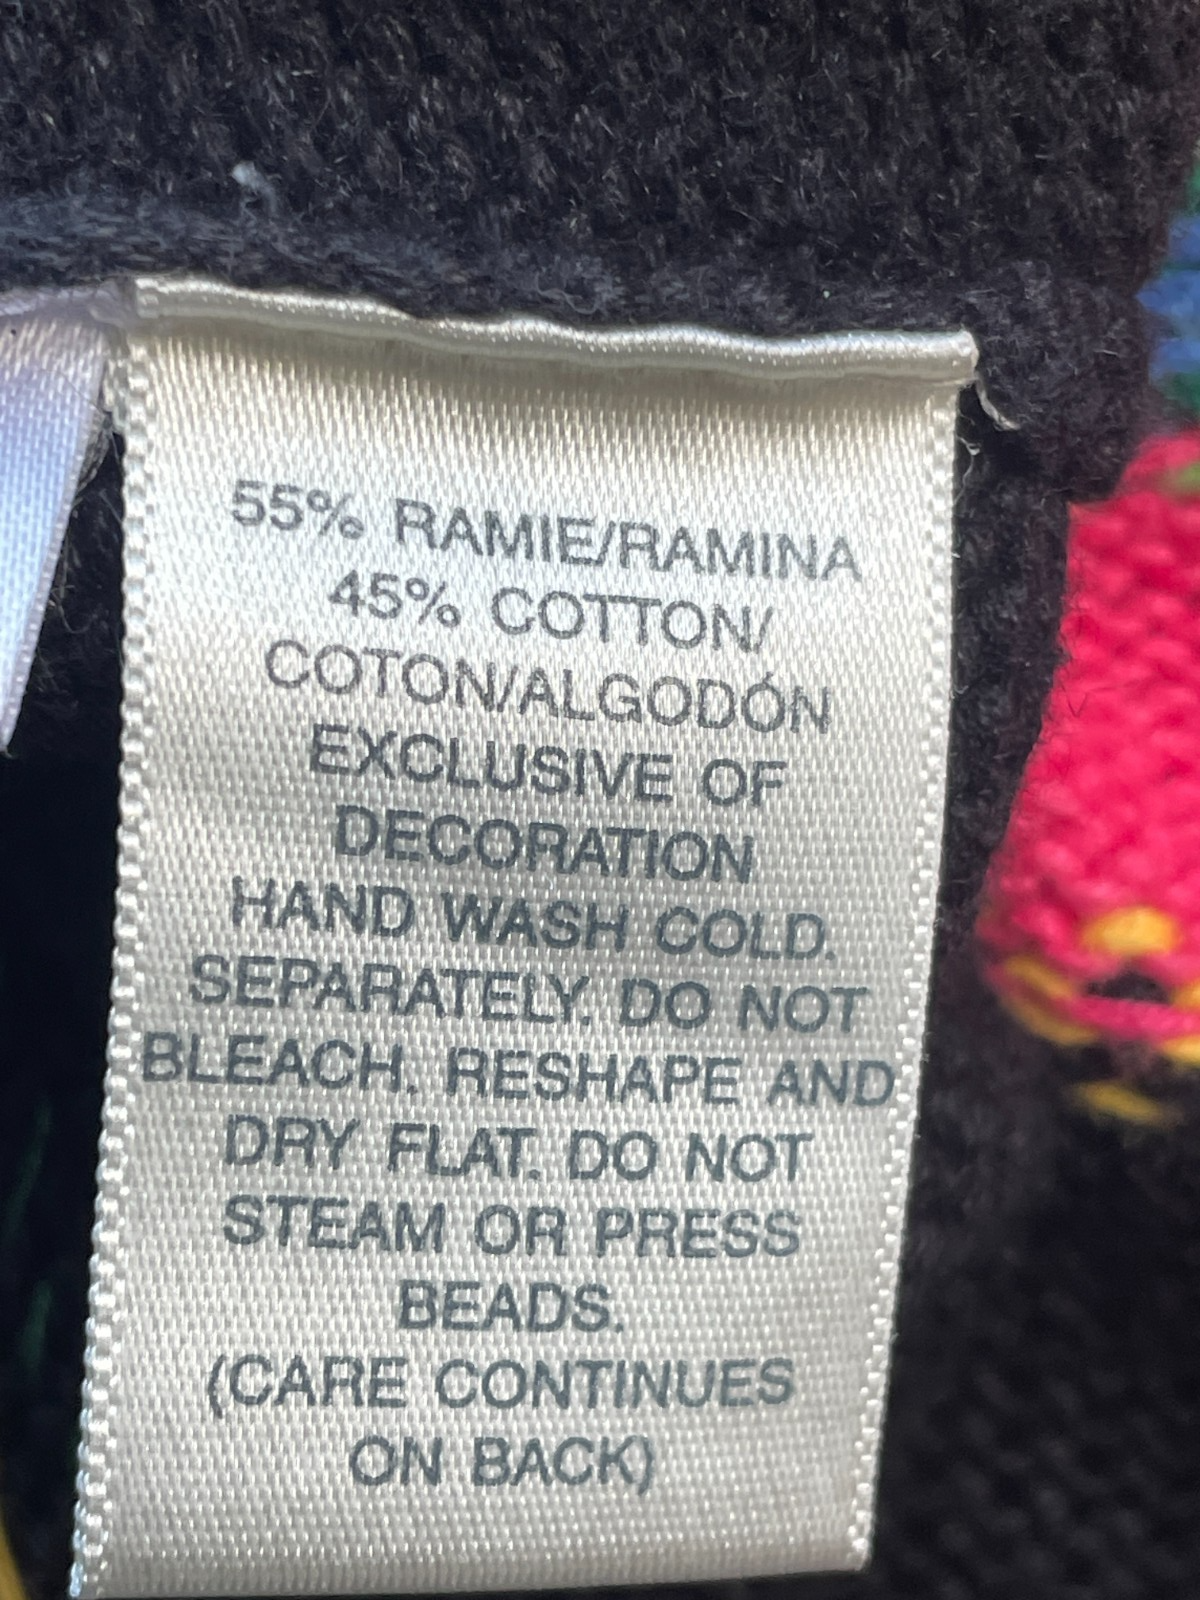 55% RAMIE/RAMINA
45% COTTON/
COTON/ALGODÓN
EXCLUSIVE OF
DECORATION
HAND WASH COLD.
SEPARATELY. DO NOT
BLEACH. RESHAPE AND
DRY FLAT. DO NOT
STEAM OR PRESS
BEADS.
(CARE CONTINUES
ON BACK)